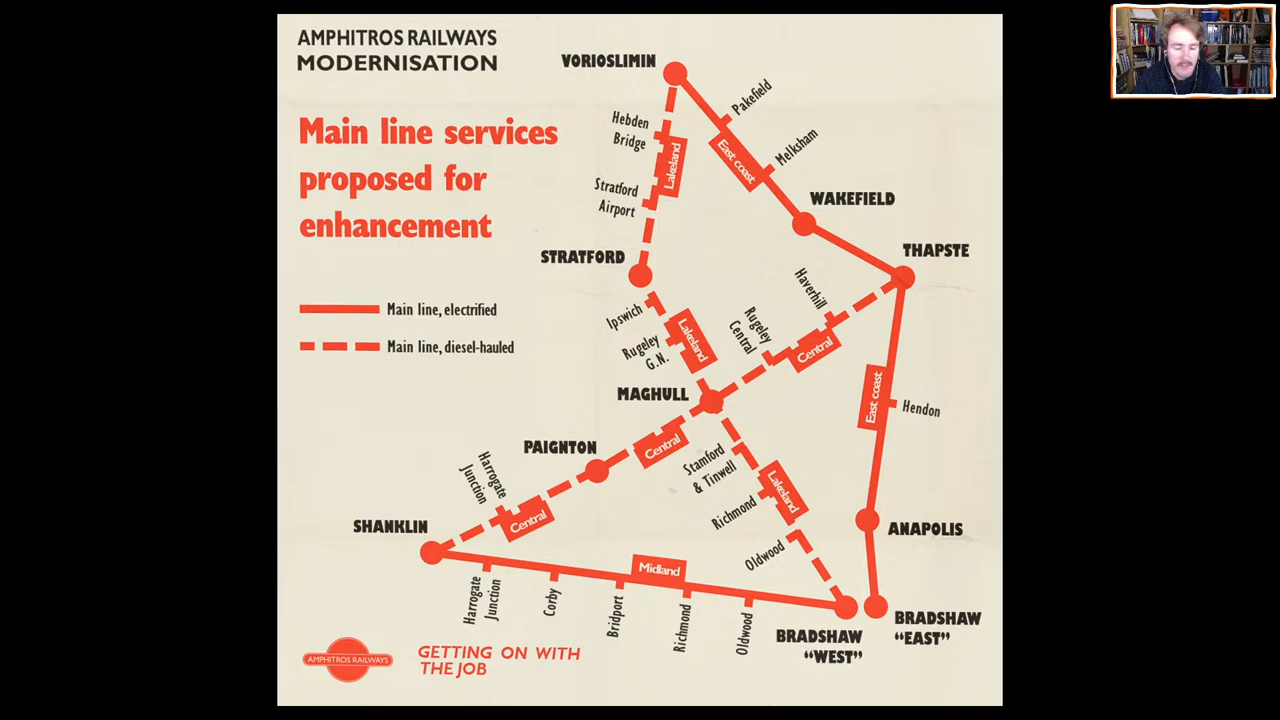 AMPHITROS RAILWAYS
MODERNISATION
Main line services
proposed for
enhancement
Main line, electrified
Main line, diesel-hauled
VORIOSLIMIN
Pakefield
Hebden
Bridge
Lakeland
East coast
Melksham
Stratford
Airport
WAKEFIELD
STRATFORD
THAPSTE
Haverhill
Ipswich
Rugeley
G.N.
Lakeland
Rugeley
Central
Central
MAGHULL
East coast
Hendon
PAIGNTON
Central
Stamford
& Tinwell
Lakeland
Harrogate
Junction
Richmond
Central
SHANKLIN
ANAPOLIS
Oldwood
Midland
Harrogate
Junction
Corby
Bridport
Richmond
Oldwood
BRADSHAW
"WEST"
BRADSHAW
"EAST"
AMPHITROS RAILWAYS
GETTING ON WITH
THE JOB